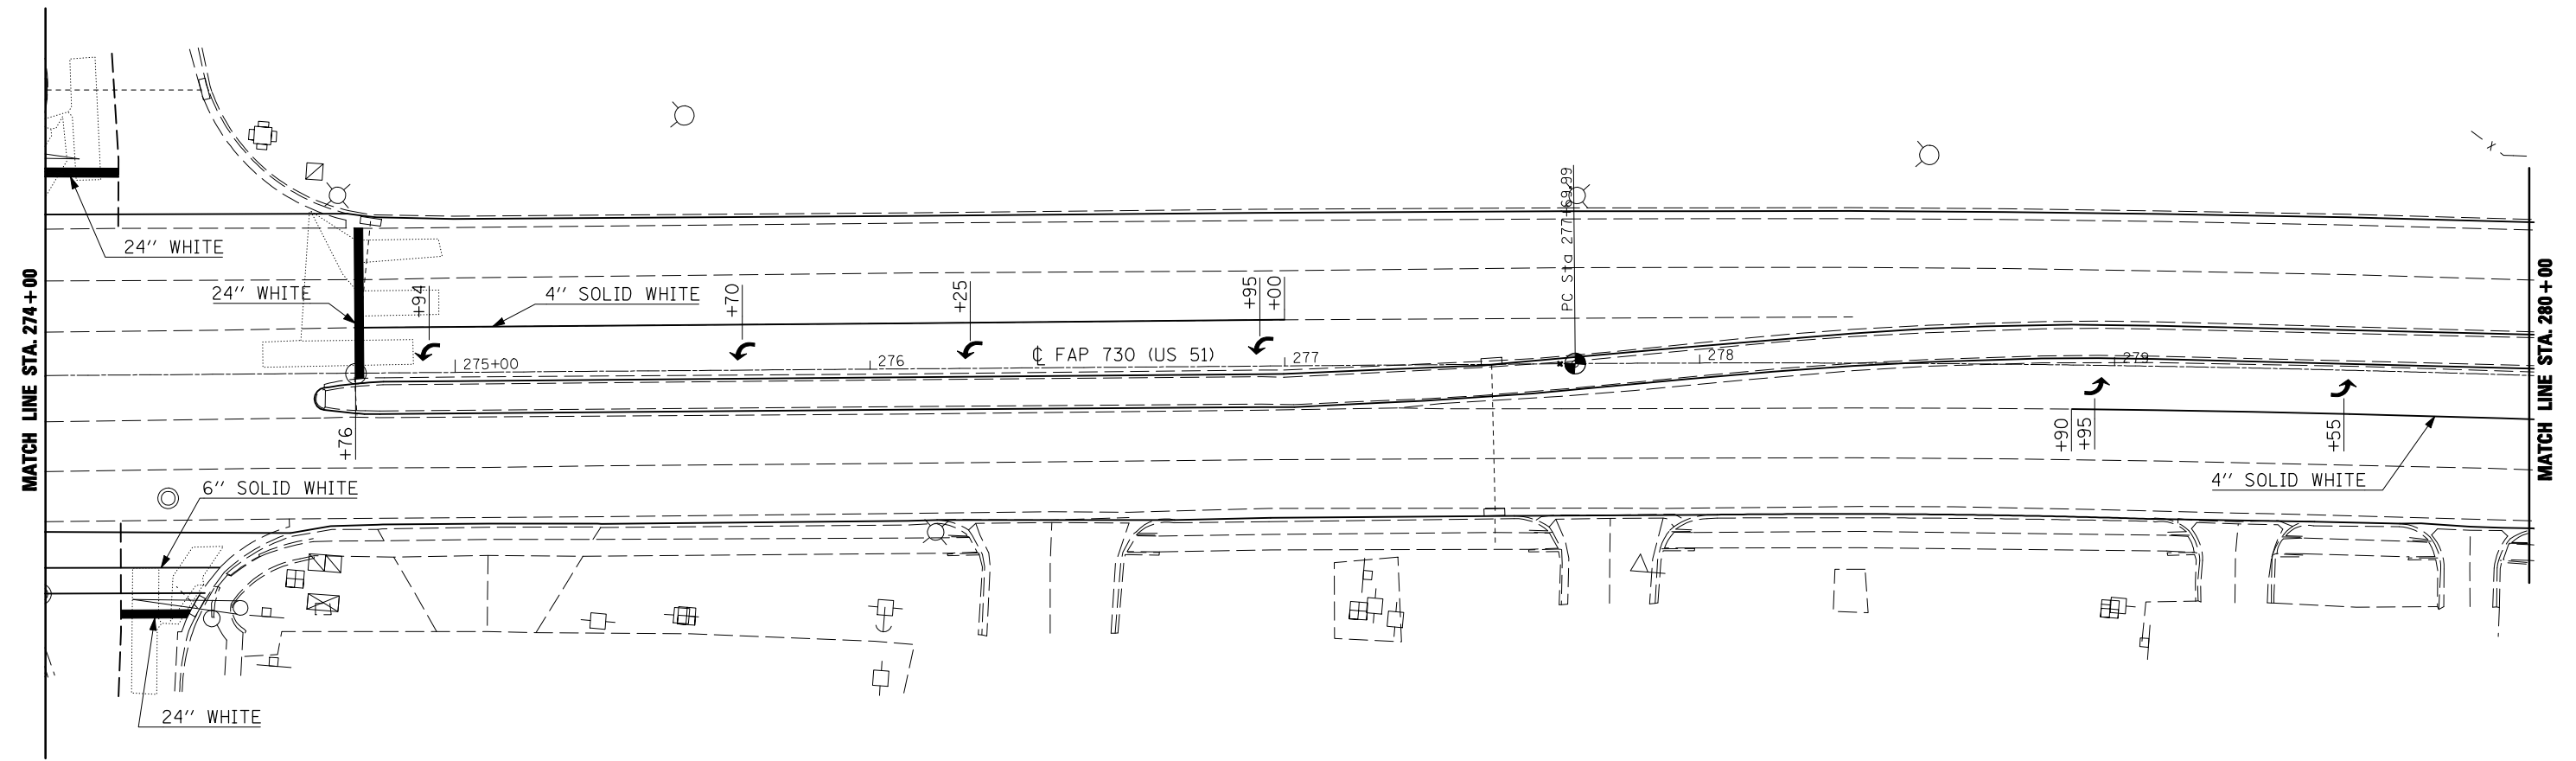 MATCH LINE STA. 274+00
24" WHITE
24" WHITE
4" SOLID WHITE
+94
+70
+25
+95
+00
PC Sta 277+69.99
275+00
276
℄ FAP 730 (US 51)
277
278
279
+76
+90
+95
+55
6" SOLID WHITE
4" SOLID WHITE
24" WHITE
MATCH LINE STA. 280+00